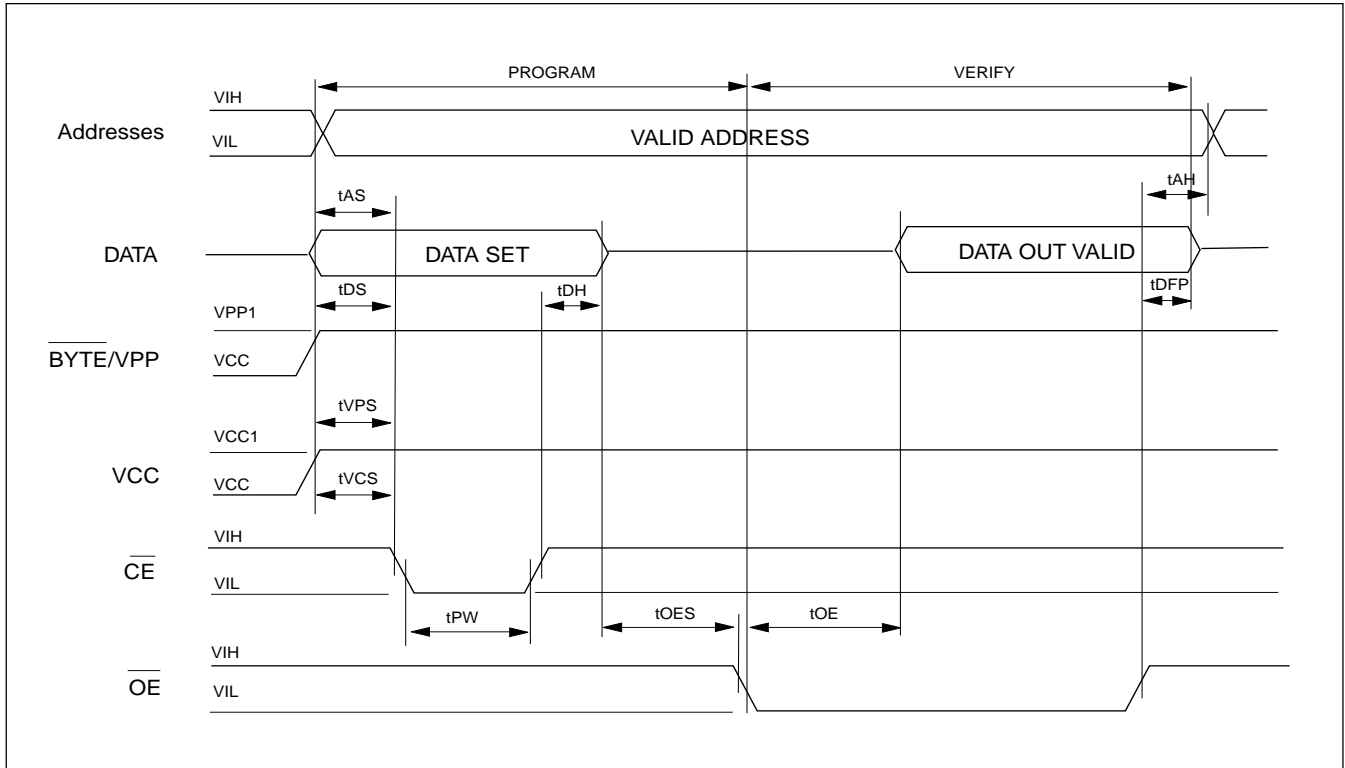 PROGRAM VERIFY
VIH
Addresses
VIL
VALID ADDRESS
tAH
tAS
DATA
DATA SET
DATA OUT VALID
tDS
tDH
tDFP
VPP1
BYTE/VPP
VCC
tVPS
VCC1
VCC
VCC
tVCS
VIH
CE
VIL
tPW
tOES
tOE
VIH
OE
VIL